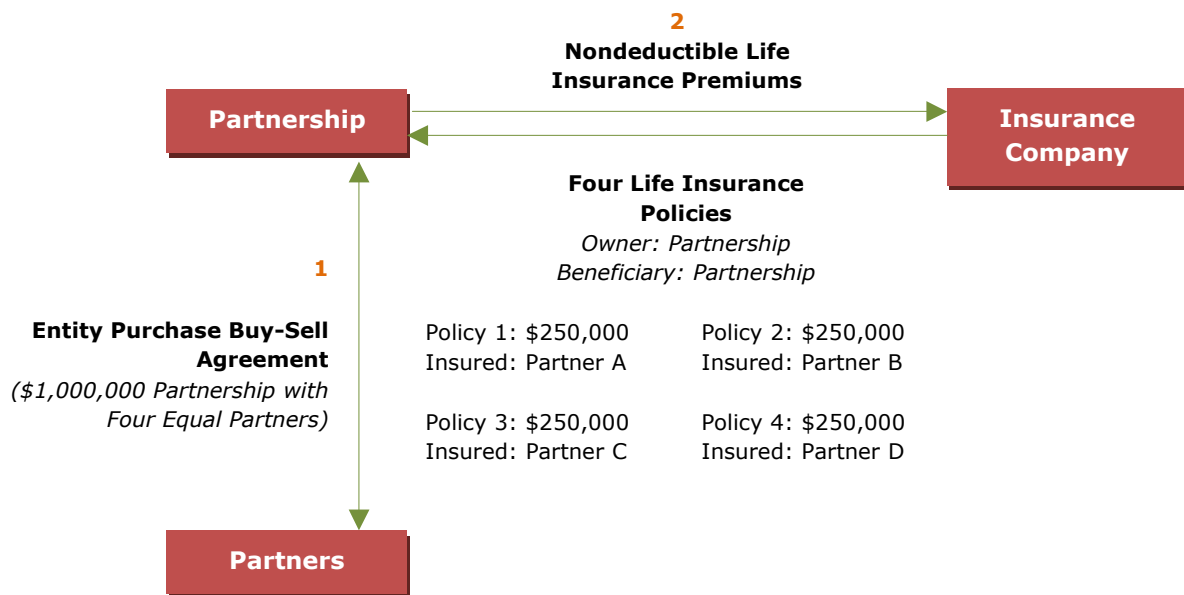 2
Nondeductible Life
Insurance Premiums
Partnership
Insurance
Company
Four Life Insurance
Policies
Owner: Partnership
Beneficiary: Partnership
1
Entity Purchase Buy-Sell
Agreement
($1,000,000 Partnership with
Four Equal Partners)
Policy 1: $250,000
Insured: Partner A
Policy 2: $250,000
Insured: Partner B
Policy 3: $250,000
Insured: Partner C
Policy 4: $250,000
Insured: Partner D
Partners